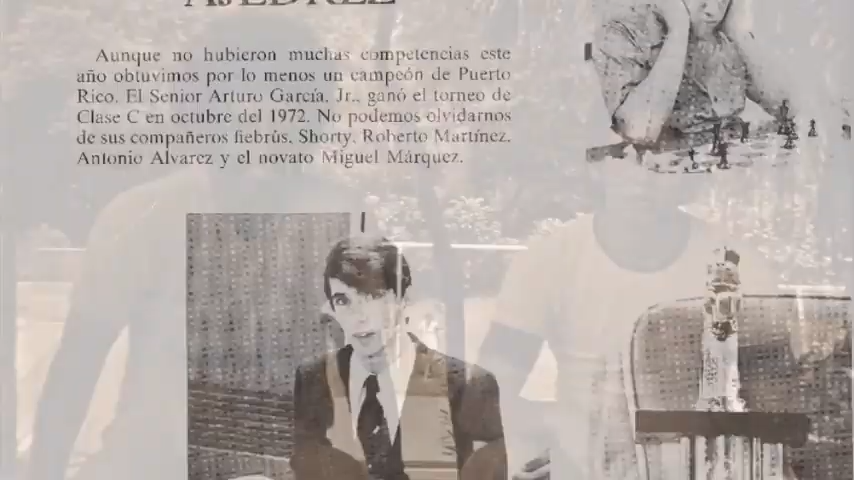 AJEDREZ
Aunque no hubieron muchas competencias este
año obtuvimos por lo menos un campeón de Puerto
Rico. El Senior Arturo García, Jr., ganó el torneo de
Clase C en octubre del 1972. No podemos olvidarnos
de sus compañeros fiebrús, Shorty, Roberto Martínez,
Antonio Alvarez y el novato Miguel Márquez.